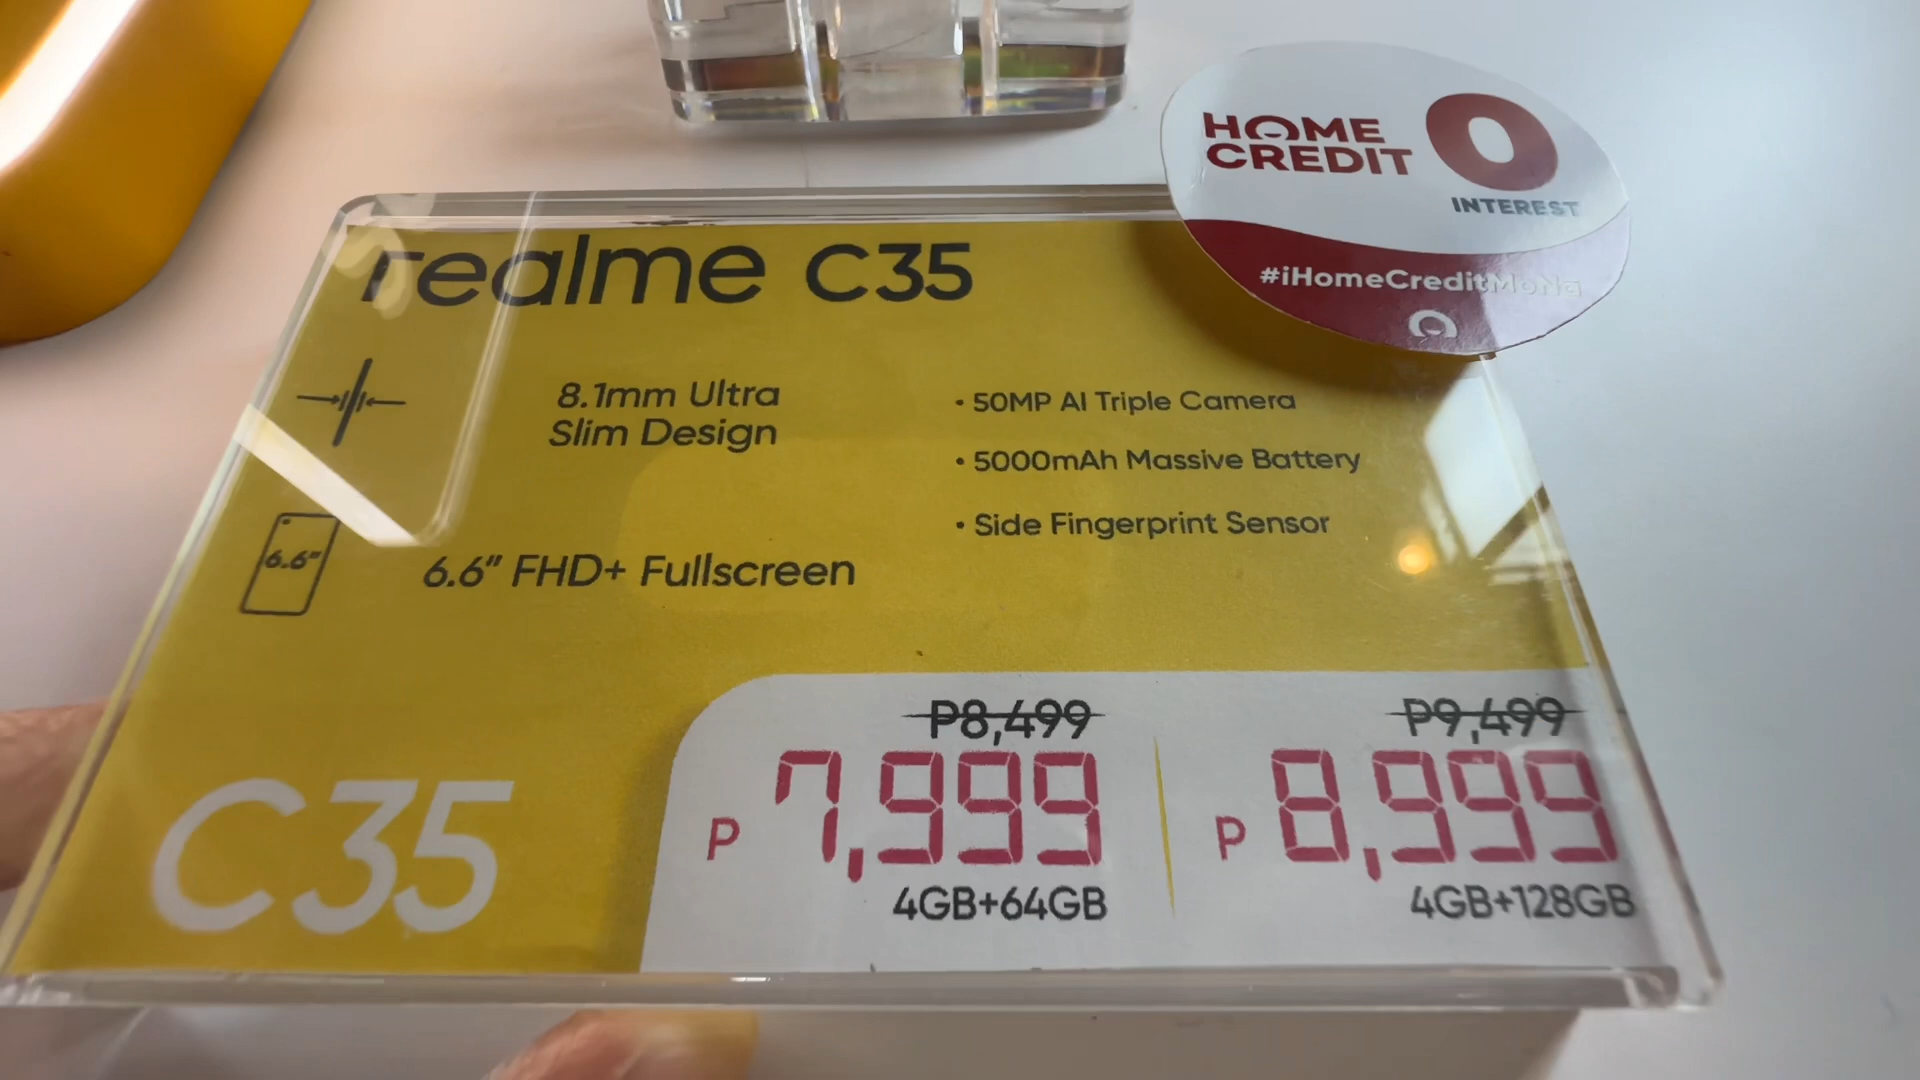 HOME
CREDIT
0
INTEREST
#iHomeCreditMoNa
realme C35
8.1mm Ultra
Slim Design
• 50MP AI Triple Camera
• 5000mAh Massive Battery
• Side Fingerprint Sensor
6.6"
6.6" FHD+ Fullscreen
C35
P8,499
P 7,999
4GB+64GB
P9,499
P 8,999
4GB+128GB